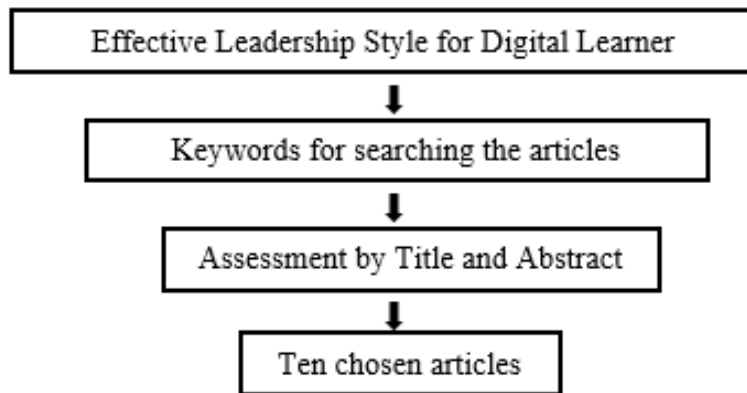 Effective Leadership Style for Digital Learner
Keywords for searching the articles
Assessment by Title and Abstract
Ten chosen articles